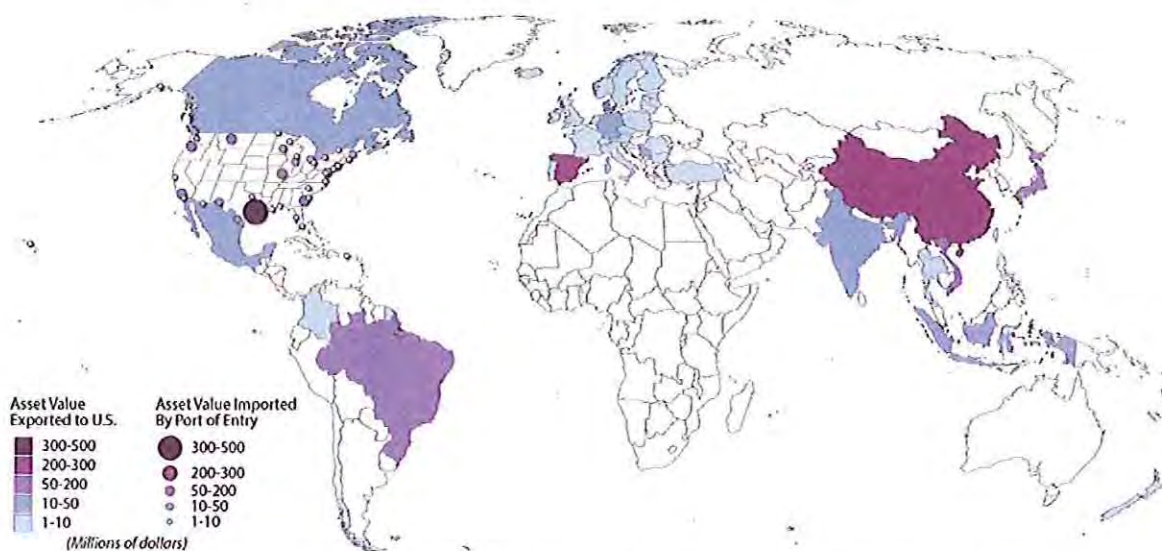 Asset Value
Exported to U.S.
300-500
200-300
50-200
10-50
1-10
(Millions of dollars)
Asset Value Imported
By Port of Entry
300-500
200-300
50-200
10-50
1-10